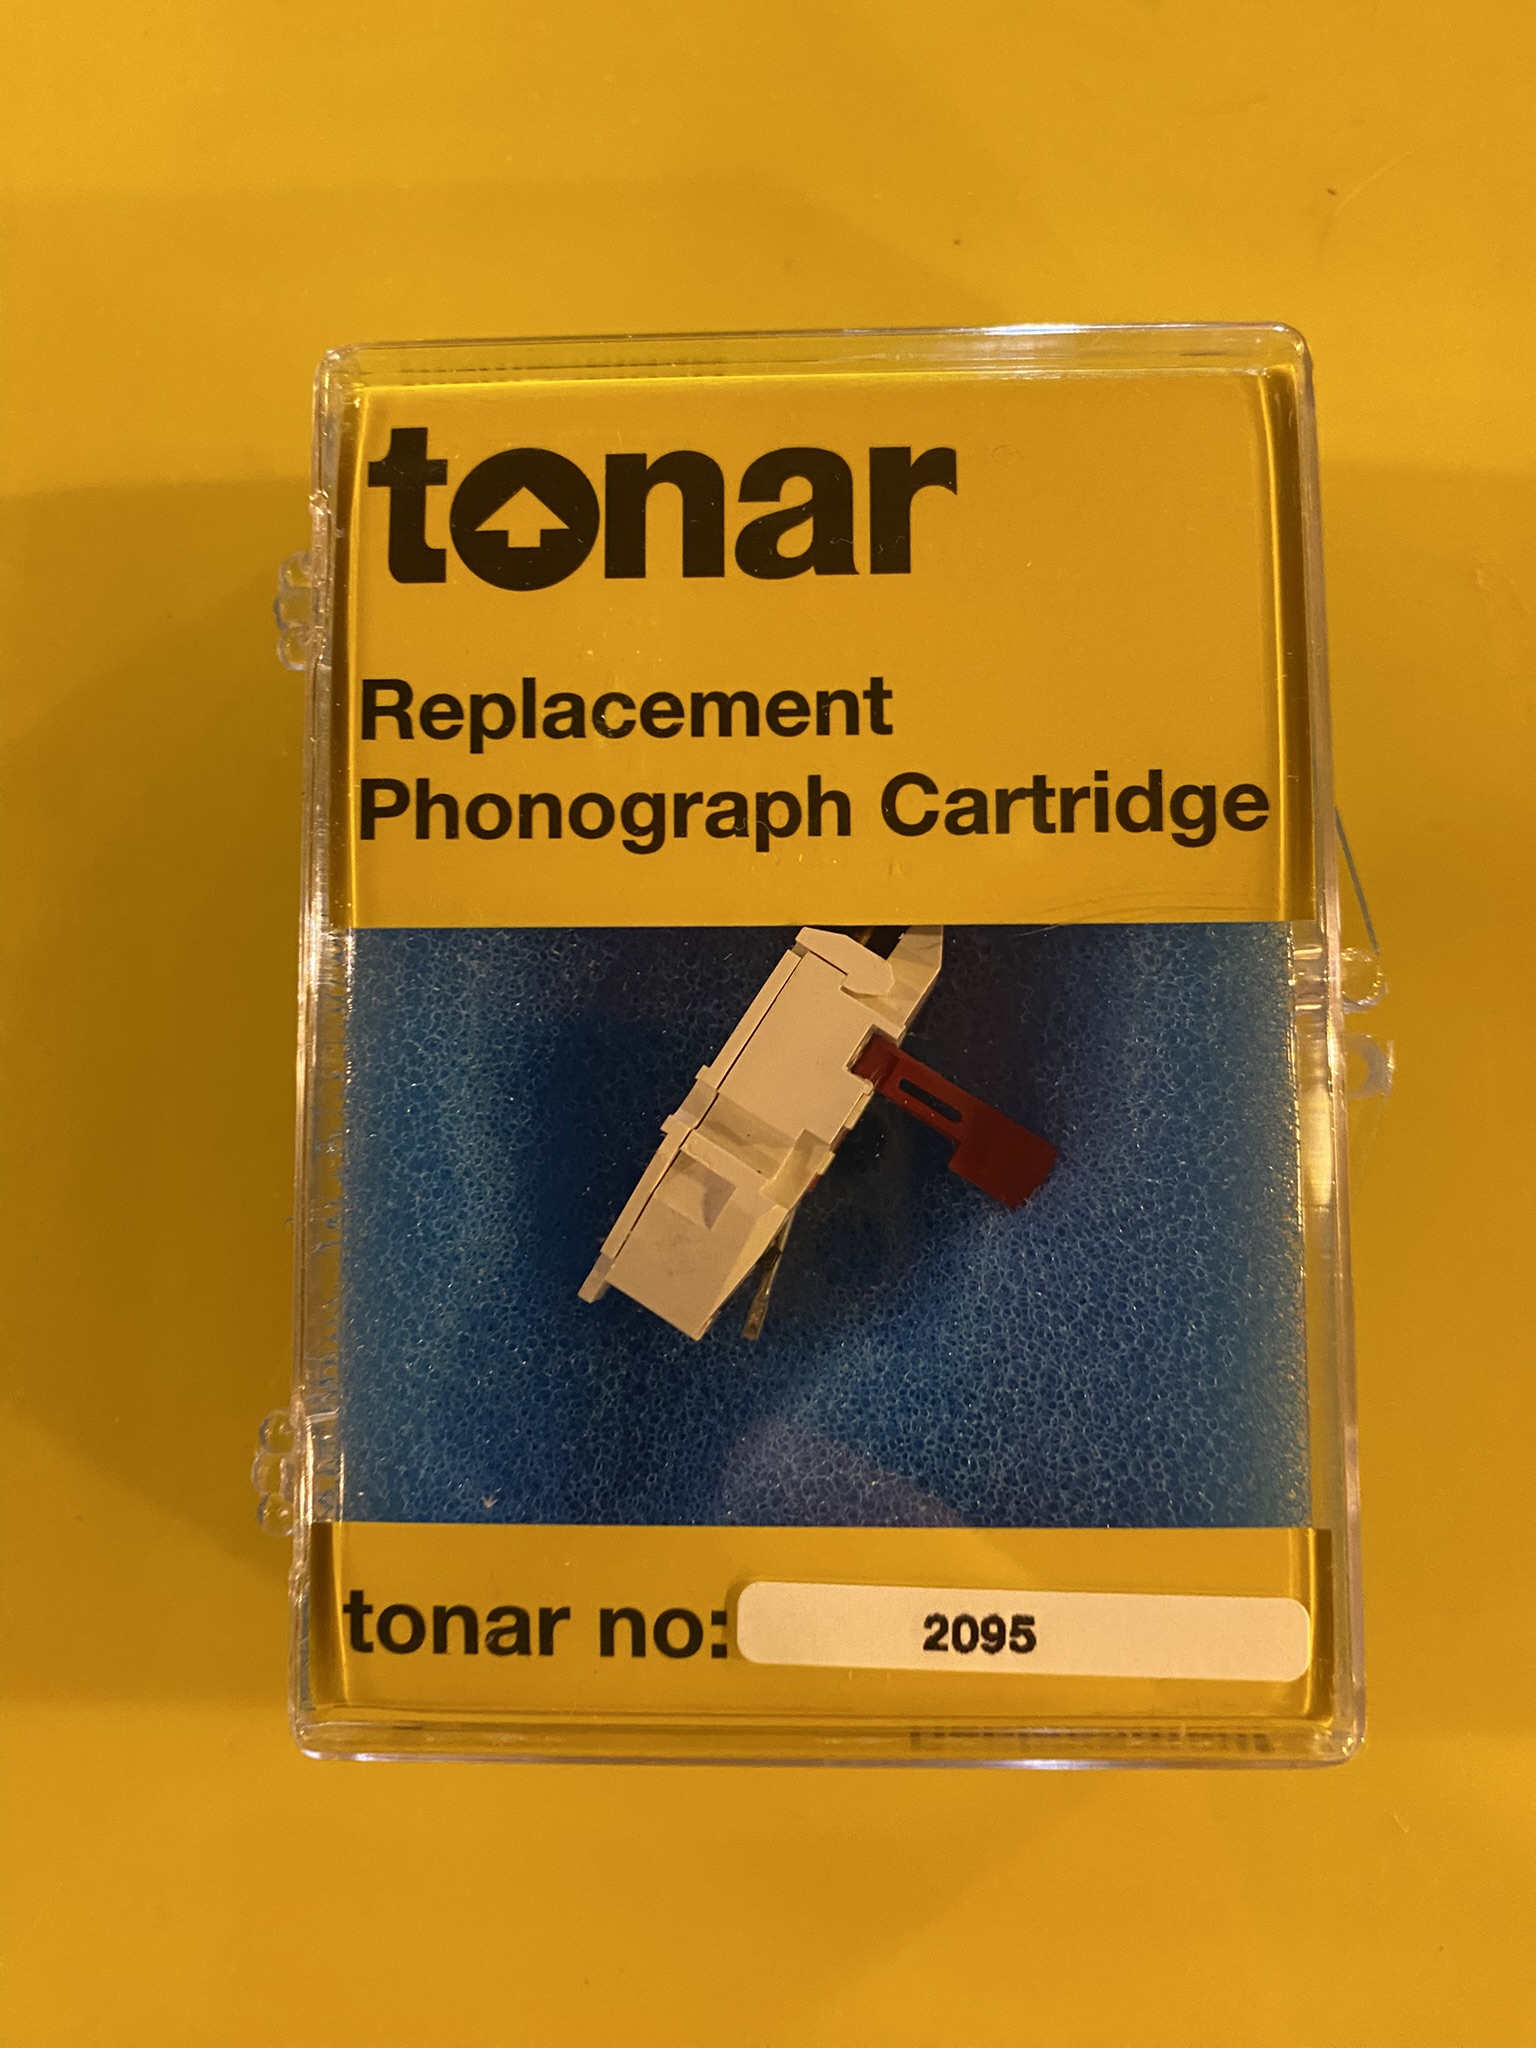 tonar
Replacement
Phonograph Cartridge
tonar no: 2095